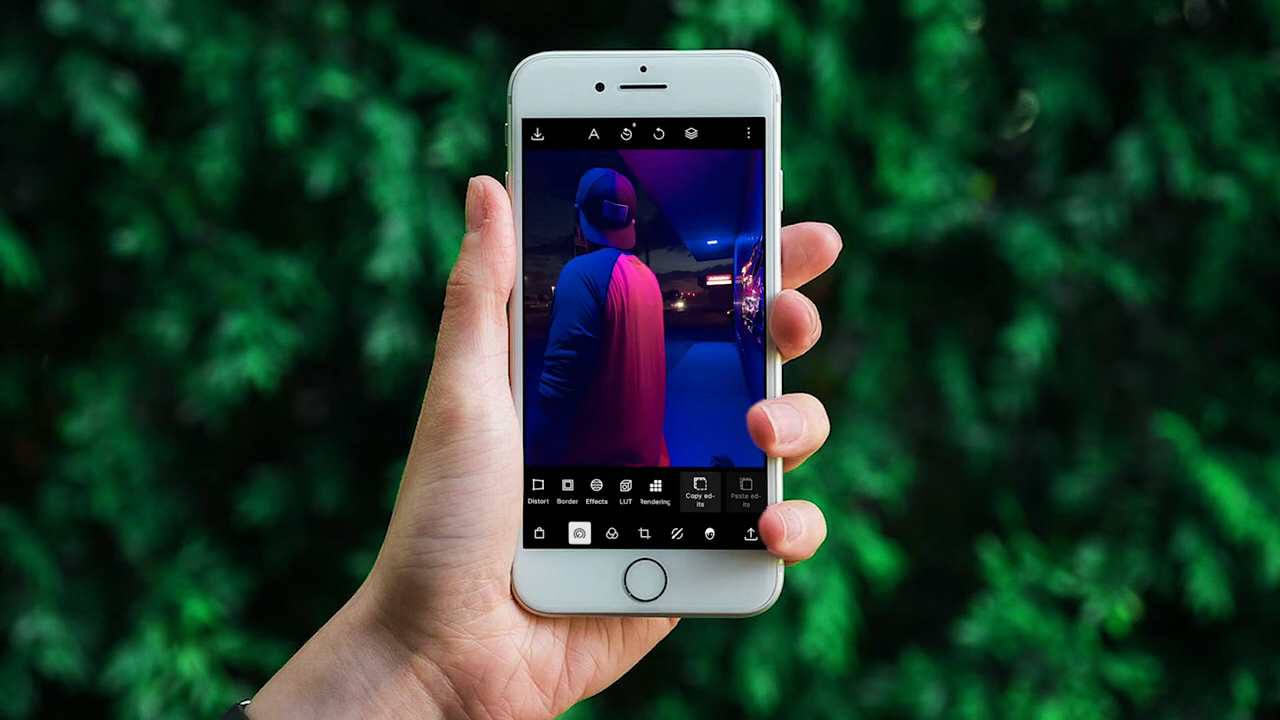 A
Distort
Border
Effects
LUT
Rendering
Copy ed-
its
Paste ed-
its